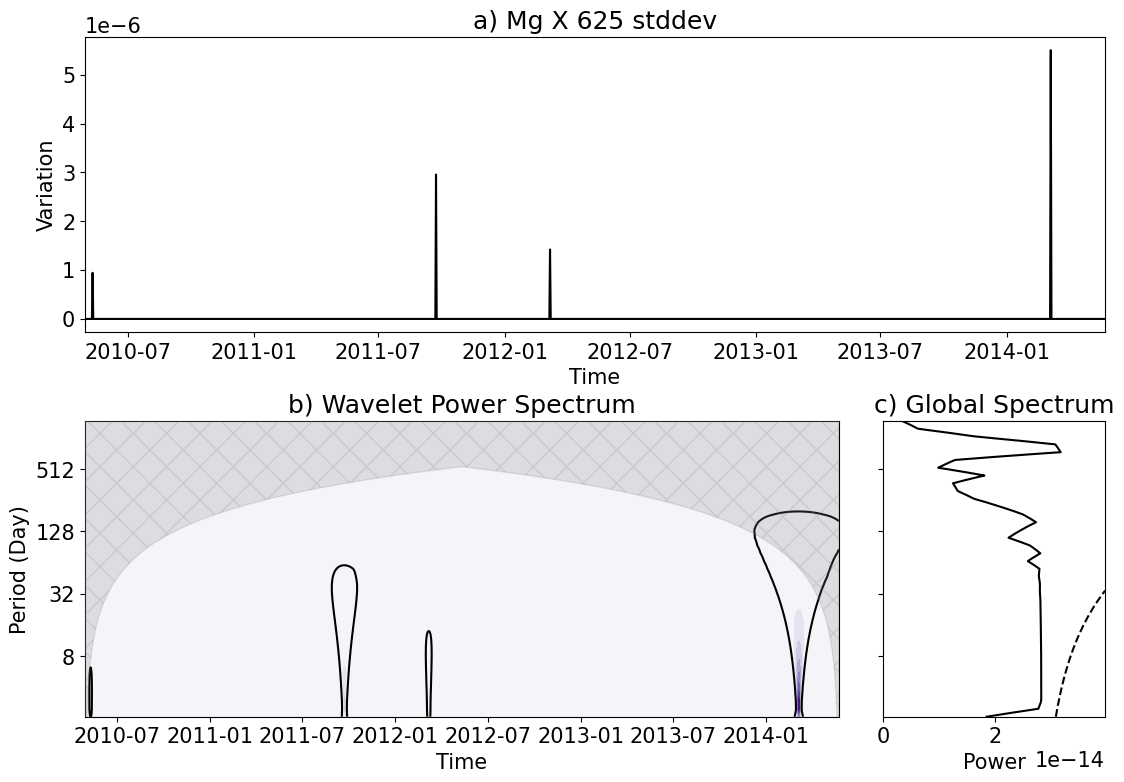 a) Mg X 625 stddev
1e−6
5
4
3
2
1
0
Variation
2010-07 2011-01 2011-07 2012-01 2012-07 2013-01 2013-07 2014-01
Time
b) Wavelet Power Spectrum
512
128
32
8
Period (Day)
2010-07 2011-01 2011-07 2012-01 2012-07 2013-01 2013-07 2014-01
Time
c) Global Spectrum
0 2
Power 1e−14